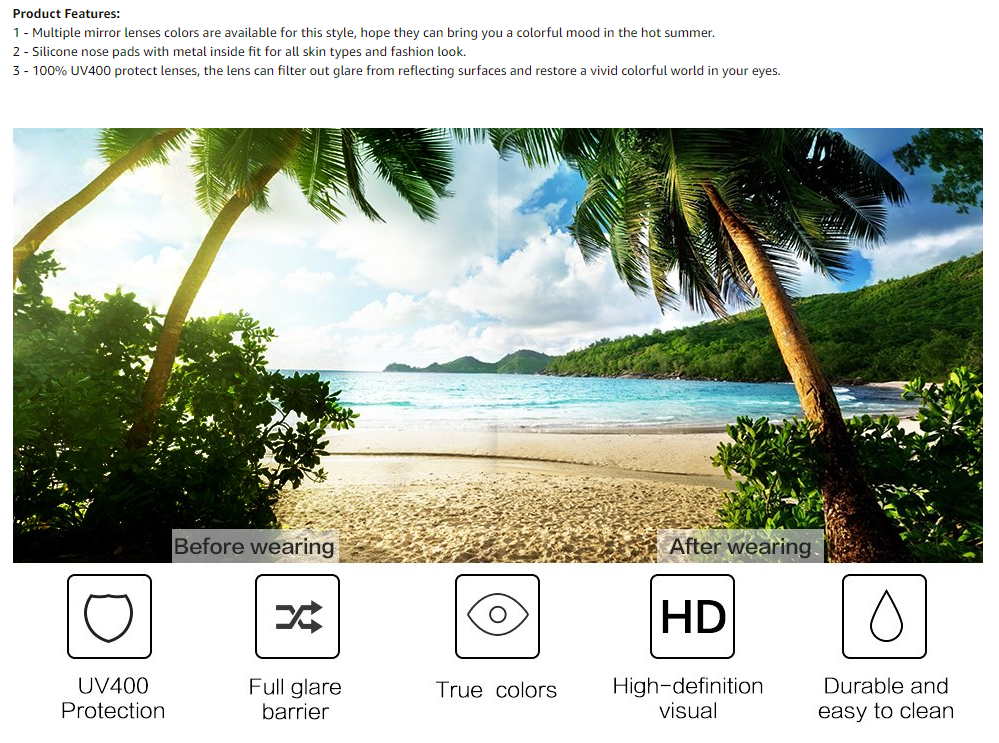 Product Features:
1 - Multiple mirror lenses colors are available for this style, hope they can bring you a colorful mood in the hot summer.
2 - Silicone nose pads with metal inside fit for all skin types and fashion look.
3 - 100% UV400 protect lenses, the lens can filter out glare from reflecting surfaces and restore a vivid colorful world in your eyes.
Before wearing
After wearing
HD
UV400
Protection
Full glare
barrier
True colors
High-definition
visual
Durable and
easy to clean